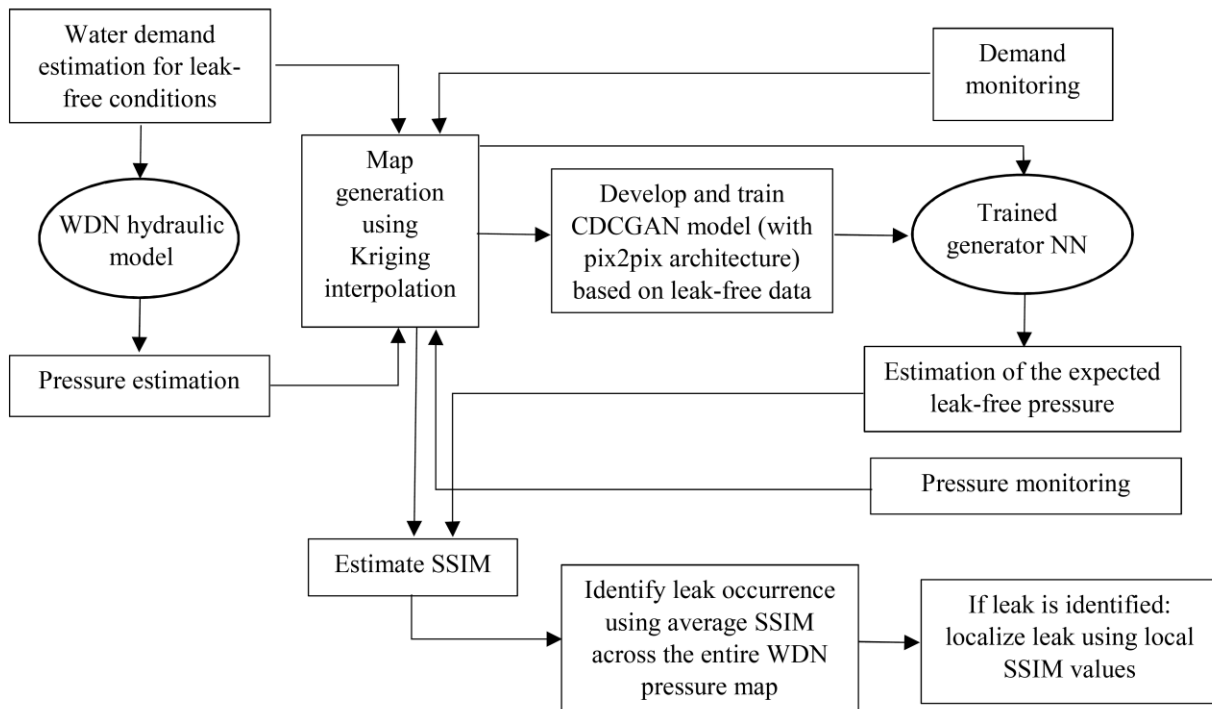 Water demand
estimation for leak-
free conditions
Demand
monitoring
Map
generation
using
Kriging
interpolation
Develop and train
CDCGAN model (with
pix2pix architecture)
based on leak-free data
Trained
generator NN
WDN hydraulic
model
Pressure estimation
Estimation of the expected
leak-free pressure
Pressure monitoring
Estimate SSIM
Identify leak occurrence
using average SSIM
across the entire WDN
pressure map
If leak is identified:
localize leak using local
SSIM values